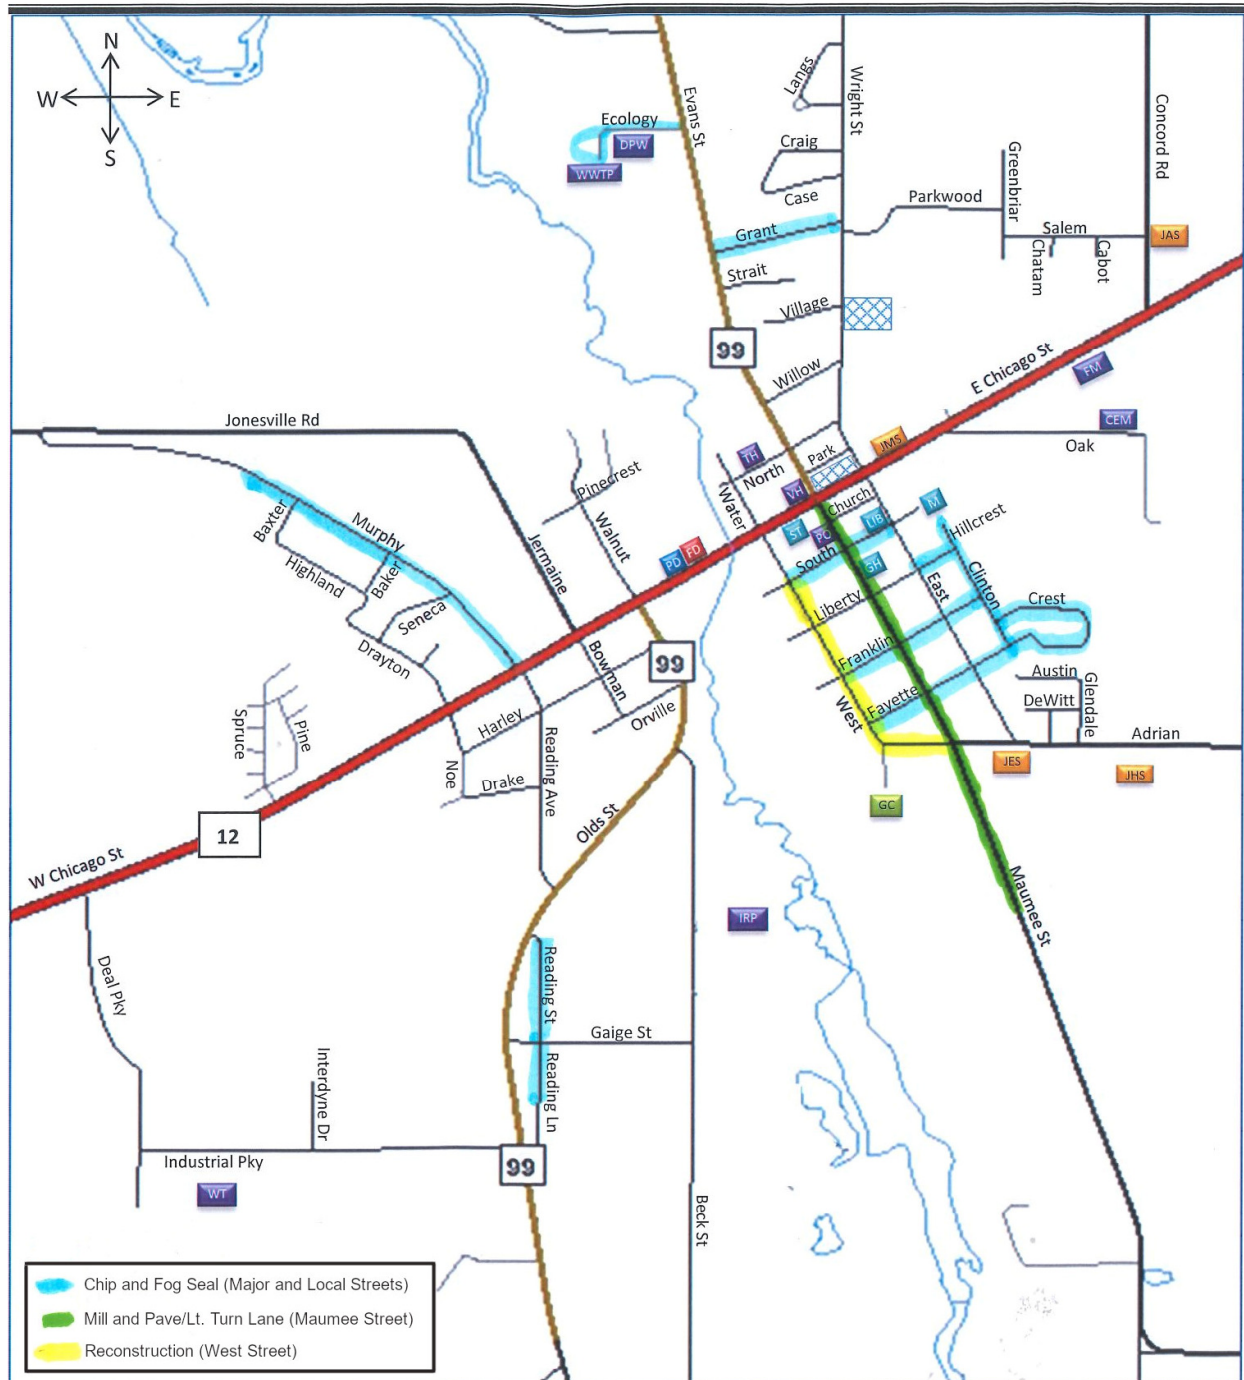 N
W E
S
Ecology
DPW
WWTP
Evans St
Langs
Wright St
Craig
Case
Concord Rd
Greenbriar
Parkwood
Salem
Chatam
Cabot
JAS
Grant
Strait
Village
99
Willow
E Chicago St
FM
CEM
Oak
JMS
Jonesville Rd
TH
North
Park
VH
Church
Water
ST
PO
LIB
M
South
GH
Hillcrest
Pinecrest
Walnut
Jermaine
PD
FD
Murphy
Baxter
Highland
Baker
Seneca
Drayton
Bowman
99
Orville
Harley
Liberty
East
Clinton
Crest
Franklin
Fayette
West
Austin
Glendale
DeWitt
Adrian
JES
JHS
GC
Spruce
Pine
Noe
Drake
Reading Ave
Olds St
12
W Chicago St
Maumee St
IRP
Deal Pky
Reading St
Gaige St
Reading Ln
Interdyne Dr
Industrial Pky
99
WT
Beck St
Chip and Fog Seal (Major and Local Streets)
Mill and Pave/Lt. Turn Lane (Maumee Street)
Reconstruction (West Street)